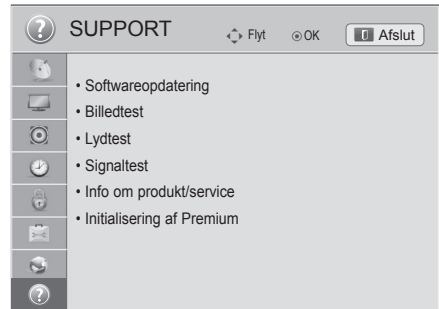 SUPPORT
Flyt
OK
Afslut
• Softwareopdatering
• Billedtest
• Lydtest
• Signaltest
• Info om produkt/service
• Initialisering af Premium